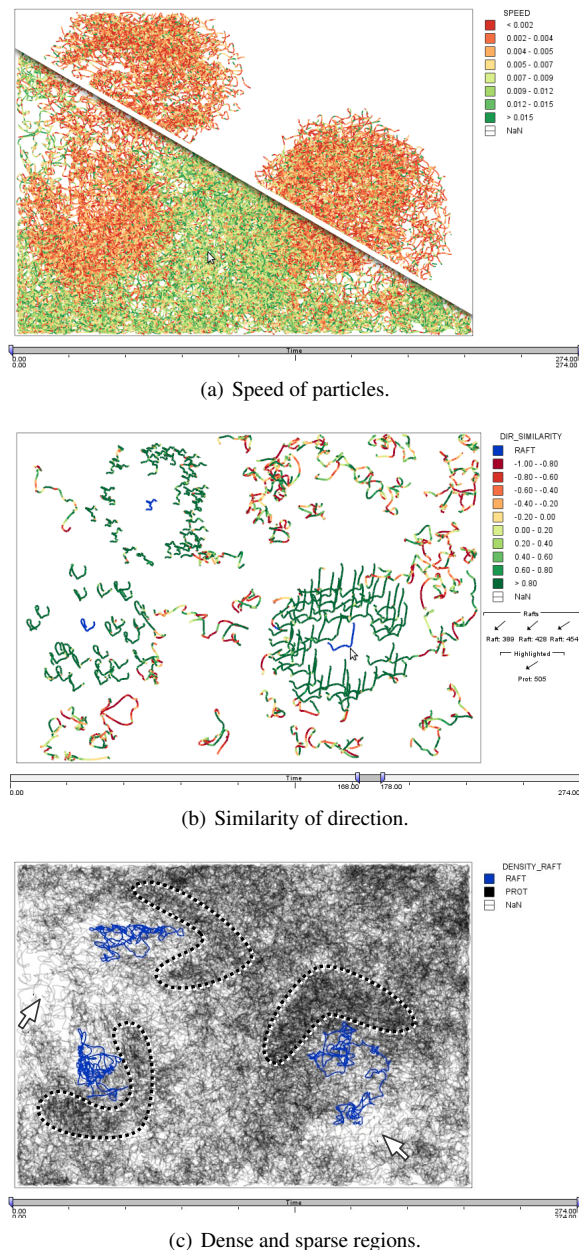 SPEED
< 0.002
0.002 - 0.004
0.004 - 0.005
0.005 - 0.007
0.007 - 0.009
0.009 - 0.012
0.012 - 0.015
> 0.015
NaN
Time
0.00 274.00
0.00 274.00
(a) Speed of particles.
DIR_SIMILARITY
RAFT
-1.00 - -0.80
-0.80 - -0.60
-0.60 - -0.40
-0.40 - -0.20
-0.20 - 0.00
0.00 - 0.20
0.20 - 0.40
0.40 - 0.60
0.60 - 0.80
> 0.80
NaN
Rafts
Raft: 389 Raft: 428 Raft: 454
Highlighted
Prot: 505
Time
0.00 168.00 178.00 274.00
(b) Similarity of direction.
DENSITY_RAFT
RAFT
PROT
NaN
Time
0.00 274.00
0.00 274.00
(c) Dense and sparse regions.